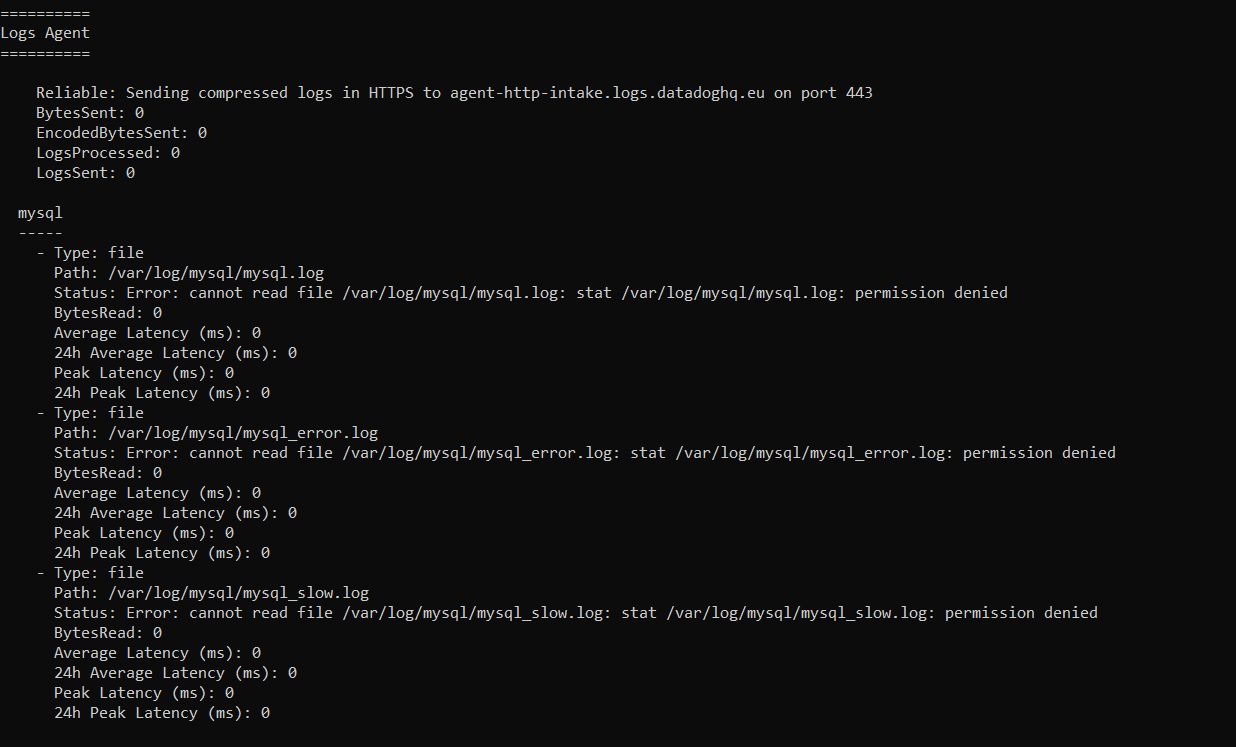 ==========
Logs Agent
==========
Reliable: Sending compressed logs in HTTPS to agent-http-intake.logs.datadoghq.eu on port 443
BytesSent: 0
EncodedBytesSent: 0
LogsProcessed: 0
LogsSent: 0
mysql
-----
- Type: file
Path: /var/log/mysql/mysql.log
Status: Error: cannot read file /var/log/mysql/mysql.log: stat /var/log/mysql/mysql.log: permission denied
BytesRead: 0
Average Latency (ms): 0
24h Average Latency (ms): 0
Peak Latency (ms): 0
24h Peak Latency (ms): 0
- Type: file
Path: /var/log/mysql/mysql_error.log
Status: Error: cannot read file /var/log/mysql/mysql_error.log: stat /var/log/mysql/mysql_error.log: permission denied
BytesRead: 0
Average Latency (ms): 0
24h Average Latency (ms): 0
Peak Latency (ms): 0
24h Peak Latency (ms): 0
- Type: file
Path: /var/log/mysql/mysql_slow.log
Status: Error: cannot read file /var/log/mysql/mysql_slow.log: stat /var/log/mysql/mysql_slow.log: permission denied
BytesRead: 0
Average Latency (ms): 0
24h Average Latency (ms): 0
Peak Latency (ms): 0
24h Peak Latency (ms): 0